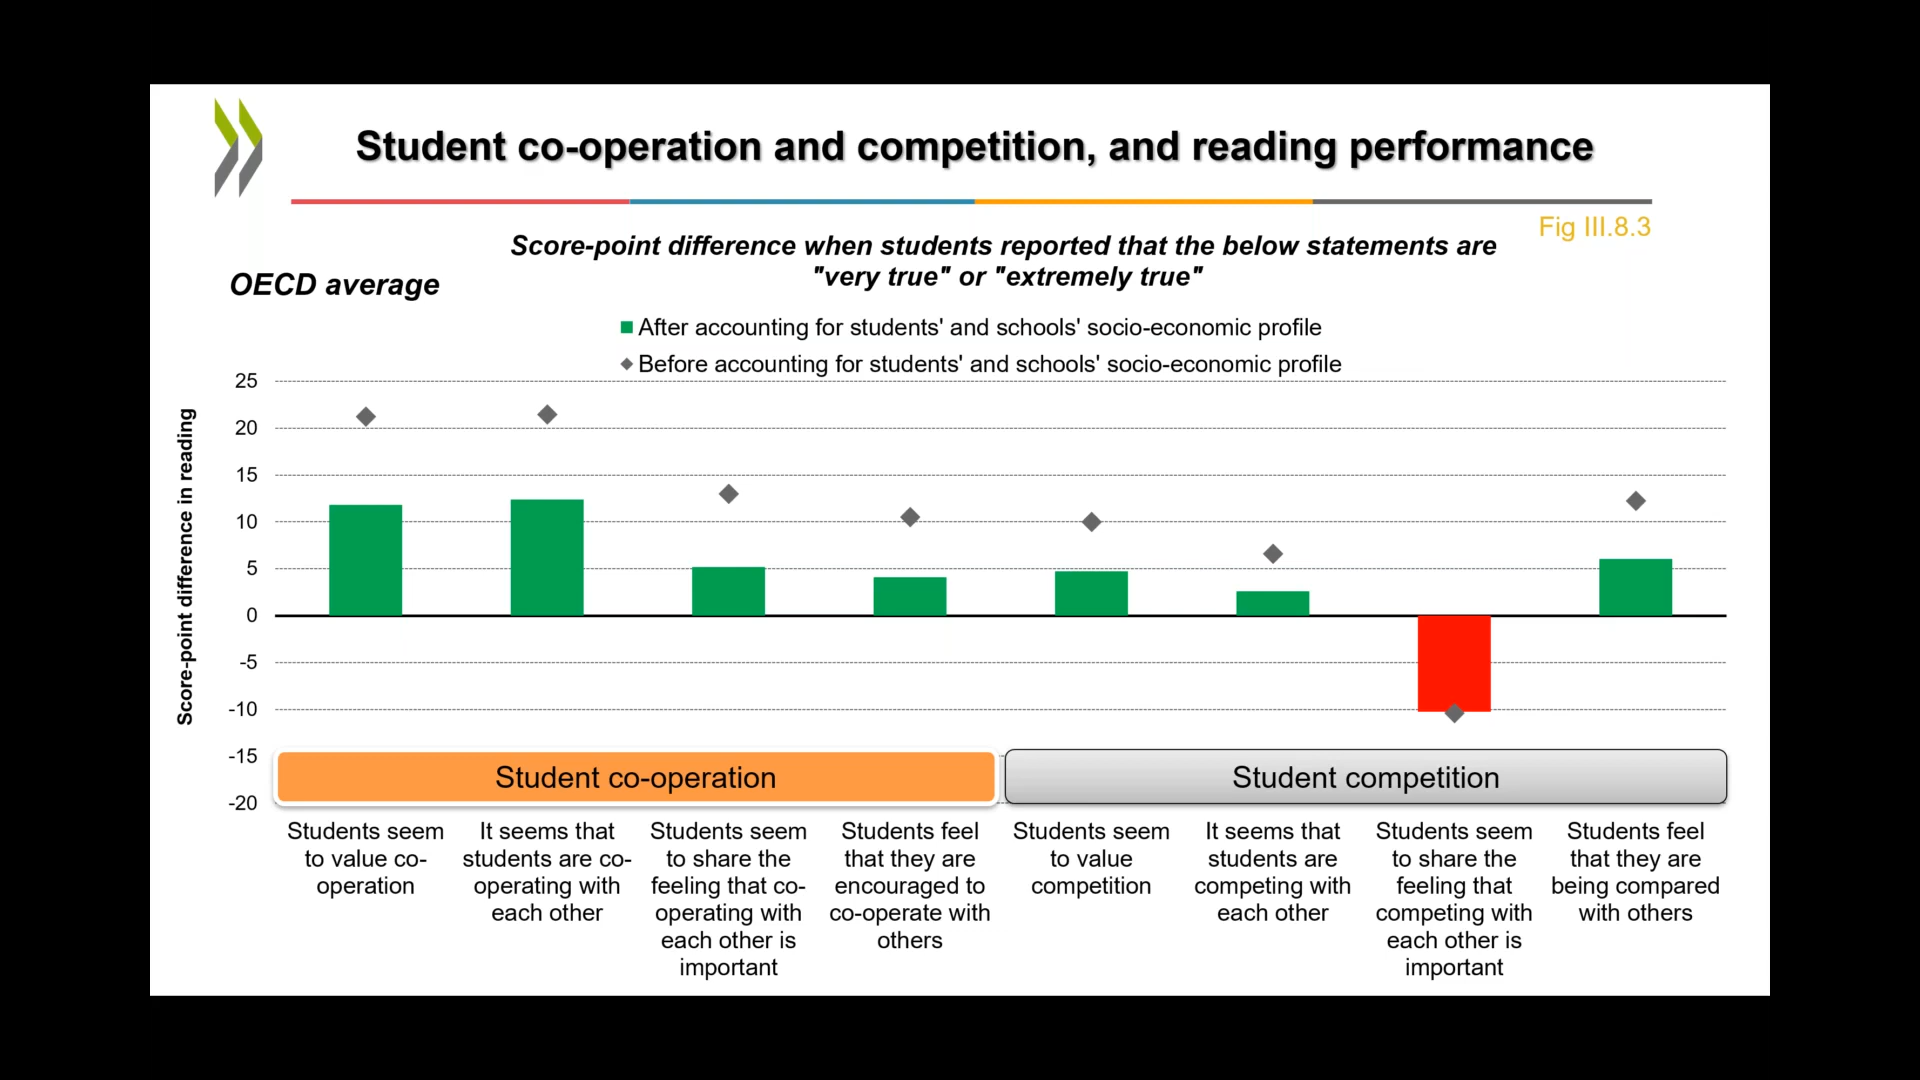 Student co-operation and competition, and reading performance
Fig III.8.3
Score-point difference when students reported that the below statements are
"very true" or "extremely true"
OECD average
After accounting for students' and schools' socio-economic profile
Before accounting for students' and schools' socio-economic profile
Score-point difference in reading
25
20
15
10
5
0
-5
-10
-15
-20
Student co-operation
Student competition
Students seem
to value co-
operation
It seems that
students are co-
operating with
each other
Students seem
to share the
feeling that co-
operating with
each other is
important
Students feel
that they are
encouraged to
co-operate with
others
Students seem
to value
competition
It seems that
students are
competing with
each other
Students seem
to share the
feeling that
competing with
each other is
important
Students feel
that they are
being compared
with others